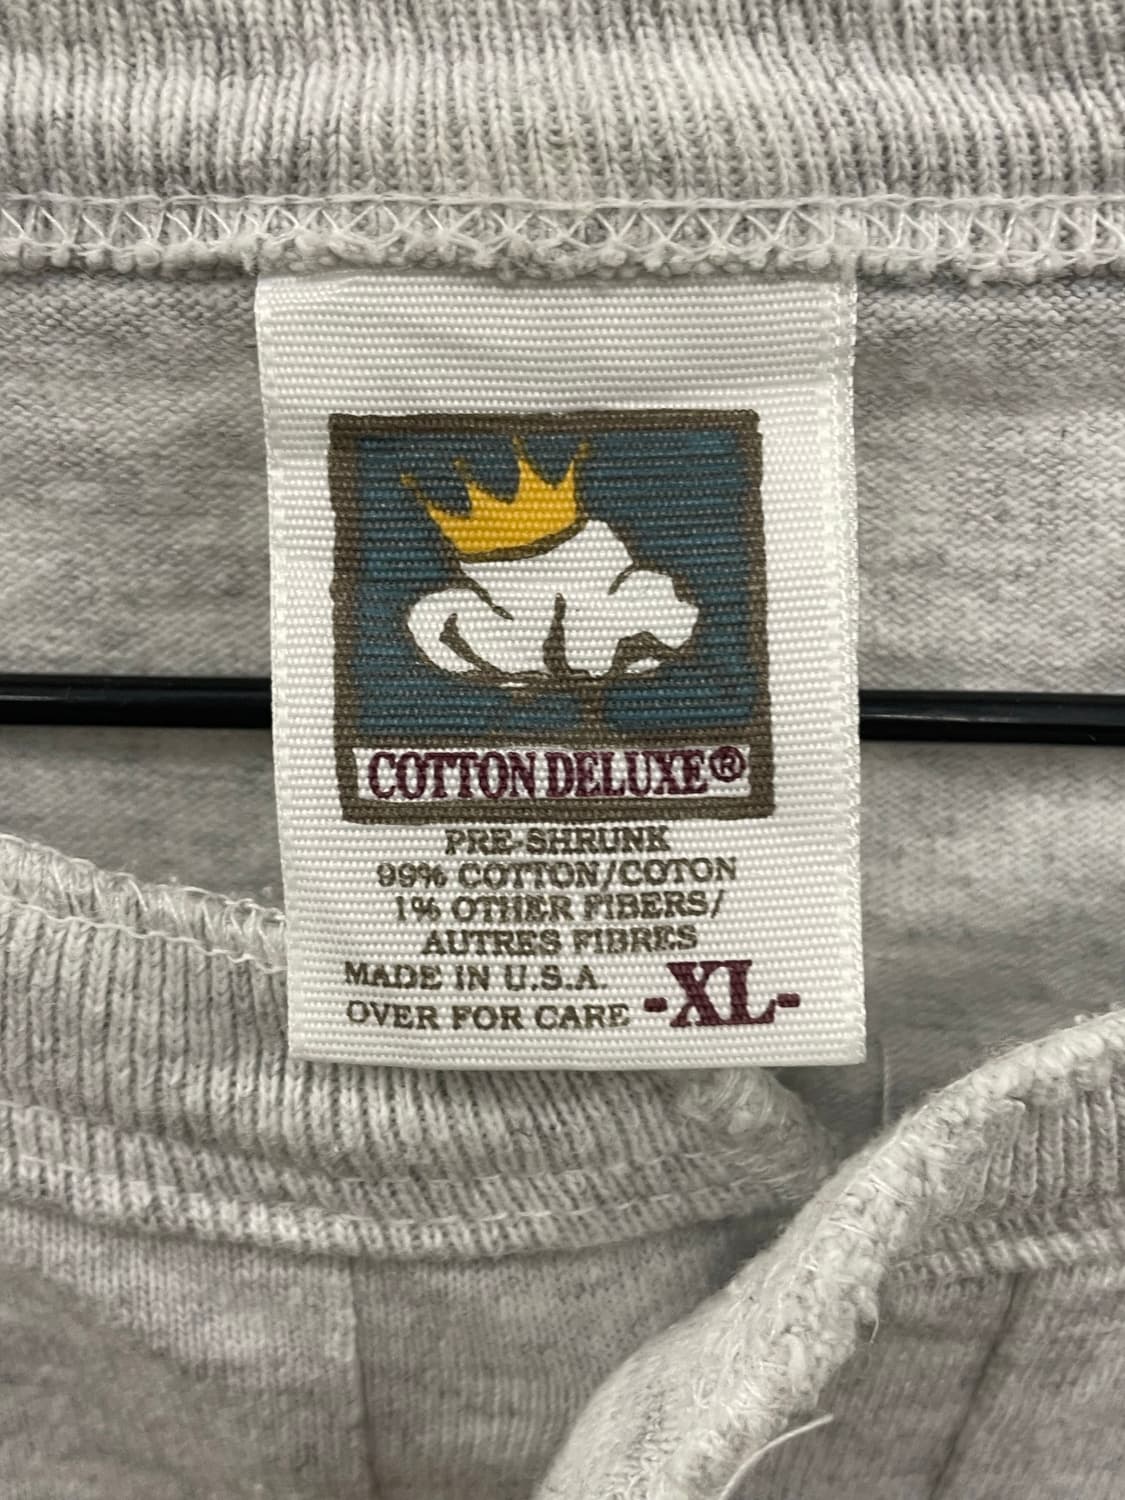 COTTON DELUXE®
PRE-SHRUNK
99% COTTON/COTON
1% OTHER FIBERS/
AUTRES FIBRES
MADE IN U.S.A.
OVER FOR CARE -XL-